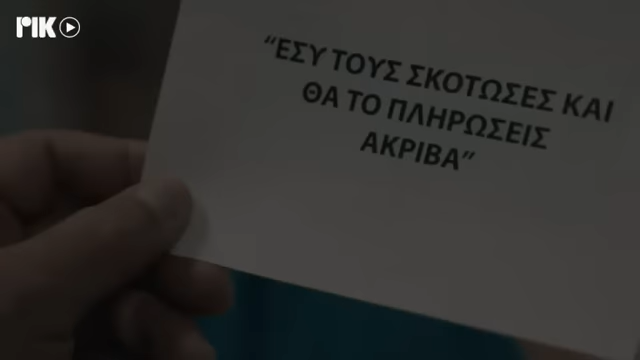 ΡΙΚ
“ΕΣΥ ΤΟΥΣ ΣΚΟΤΩΣΕΣ ΚΑΙ
ΘΑ ΤΟ ΠΛΗΡΩΣΕΙΣ
ΑΚΡΙΒΑ”